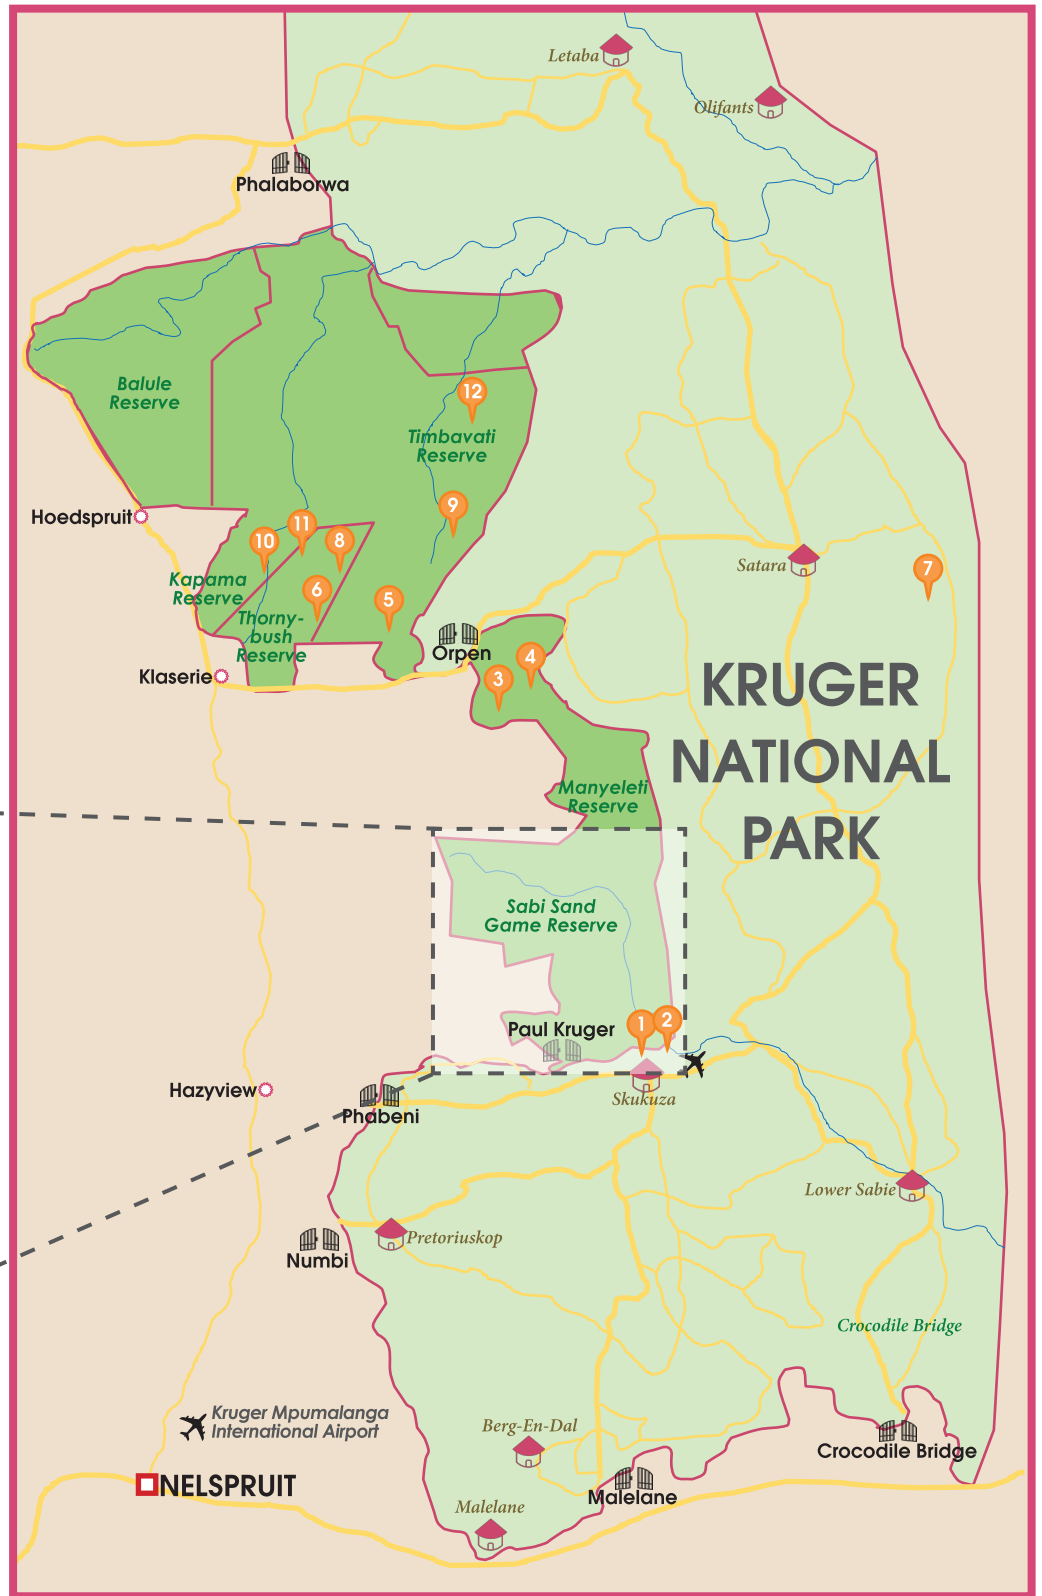 Letaba
Olifants
Phalaborwa
Balule
Reserve
12
Timbavati
Reserve
9
Hoedspruit
11
10
8
Kapama
Reserve
6
5
Thorny-
bush
Reserve
Satara
7
Orpen
4
3
Klaserie
KRUGER
NATIONAL
PARK
Manyeleti
Reserve
Sabi Sand
Game Reserve
Paul Kruger
1
2
Hazyview
Phabeni
Skukuza
Lower Sabie
Pretoriuskop
Numbi
Crocodile Bridge
Kruger Mpumalanga
International Airport
Berg-En-Dal
Crocodile Bridge
NELSPRUIT
Malelane
Malelane